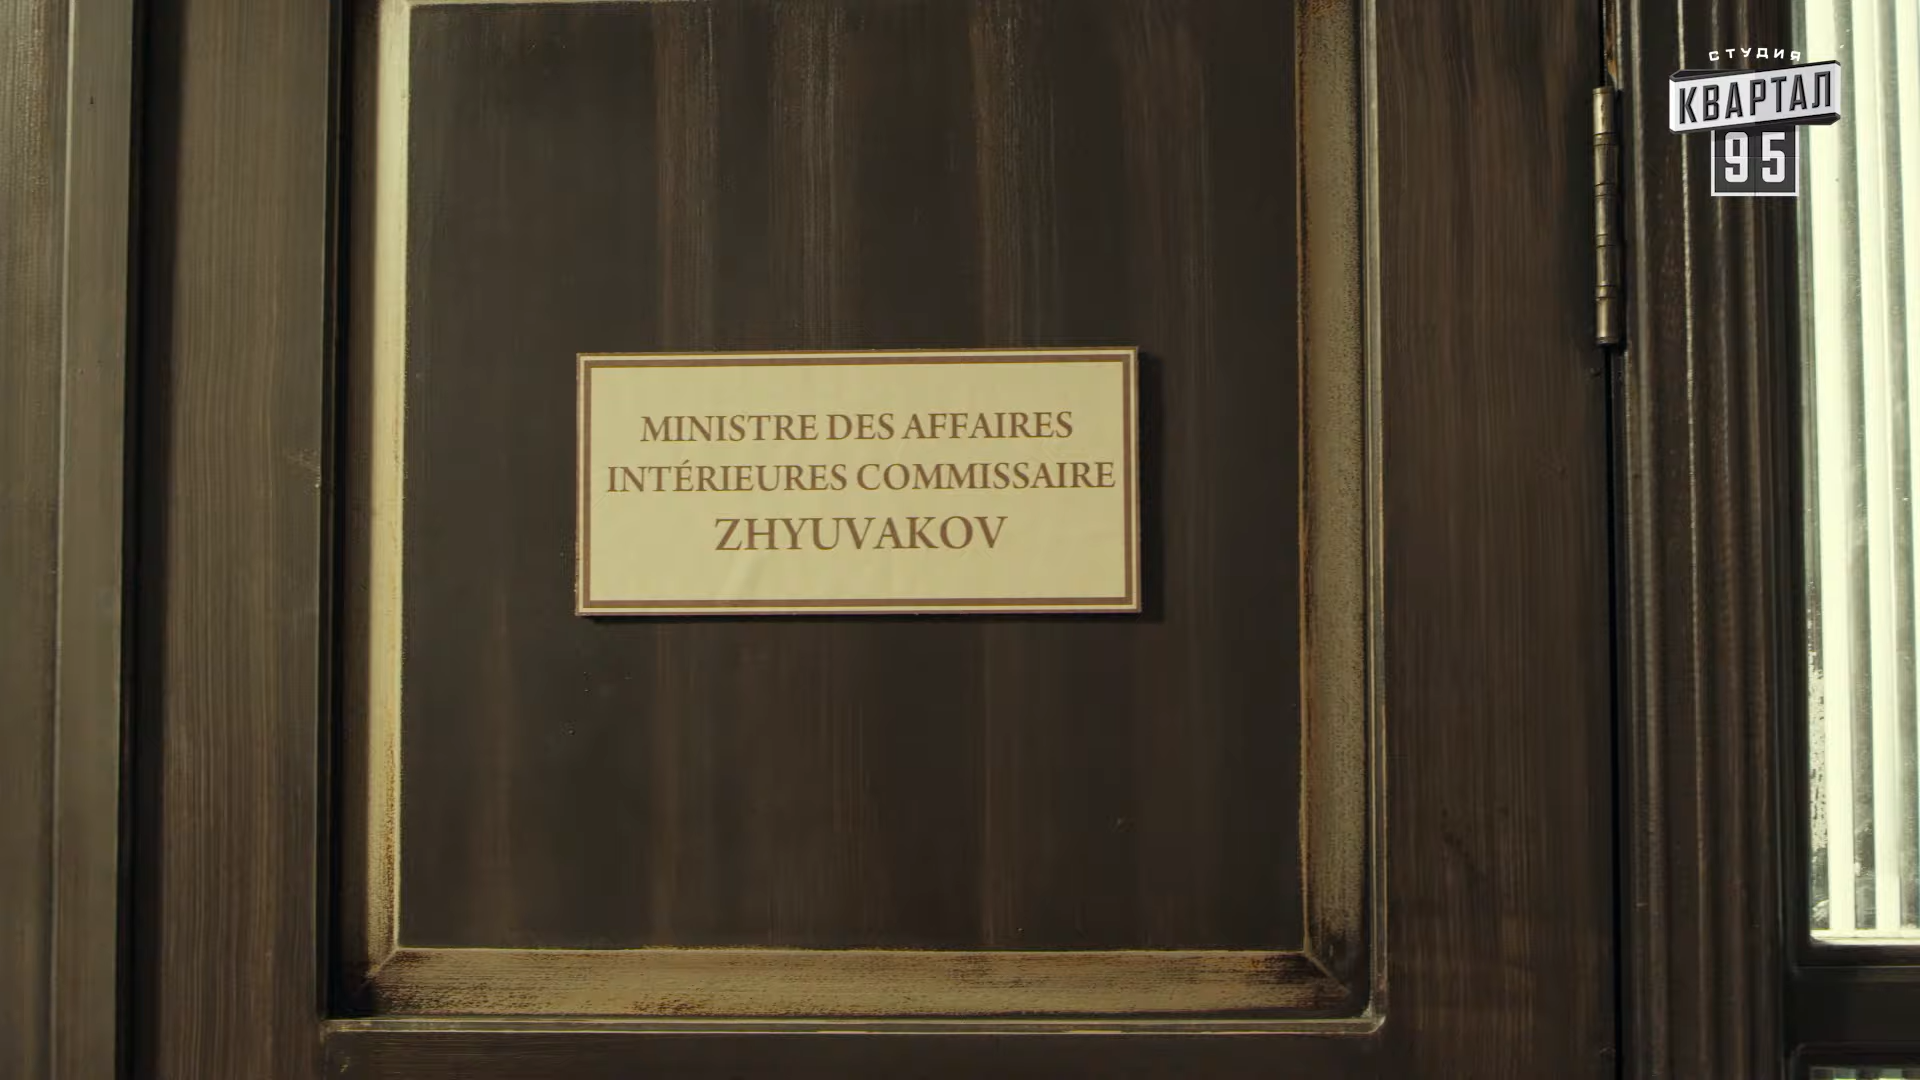 СТУДИЯ
КВАРТАЛ
95
MINISTRE DES AFFAIRES
INTÉRIEURES COMMISSAIRE
ZHYUVAKOV